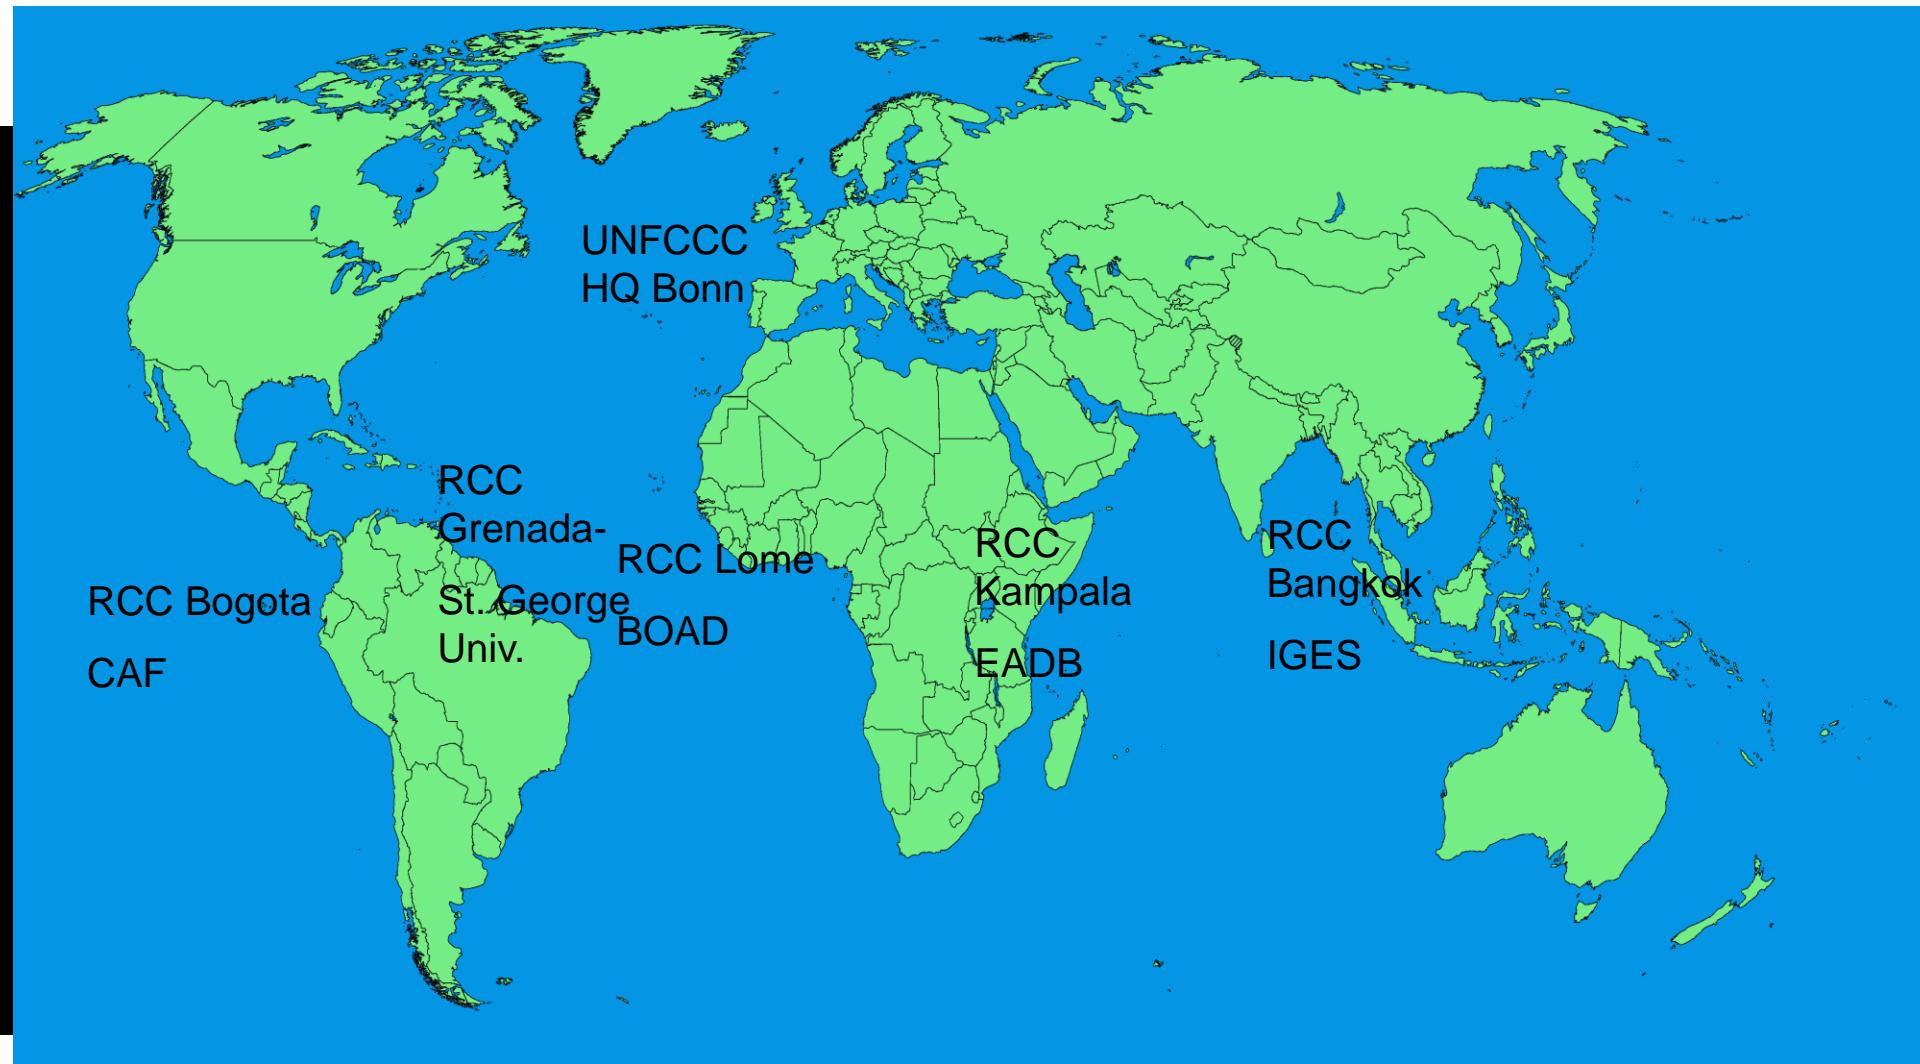 UNFCCC
HQ Bonn
RCC
Grenada-
St. George
Univ.
RCC Bogota
CAF
RCC Lome
BOAD
RCC
Kampala
EADB
RCC
Bangkok
IGES